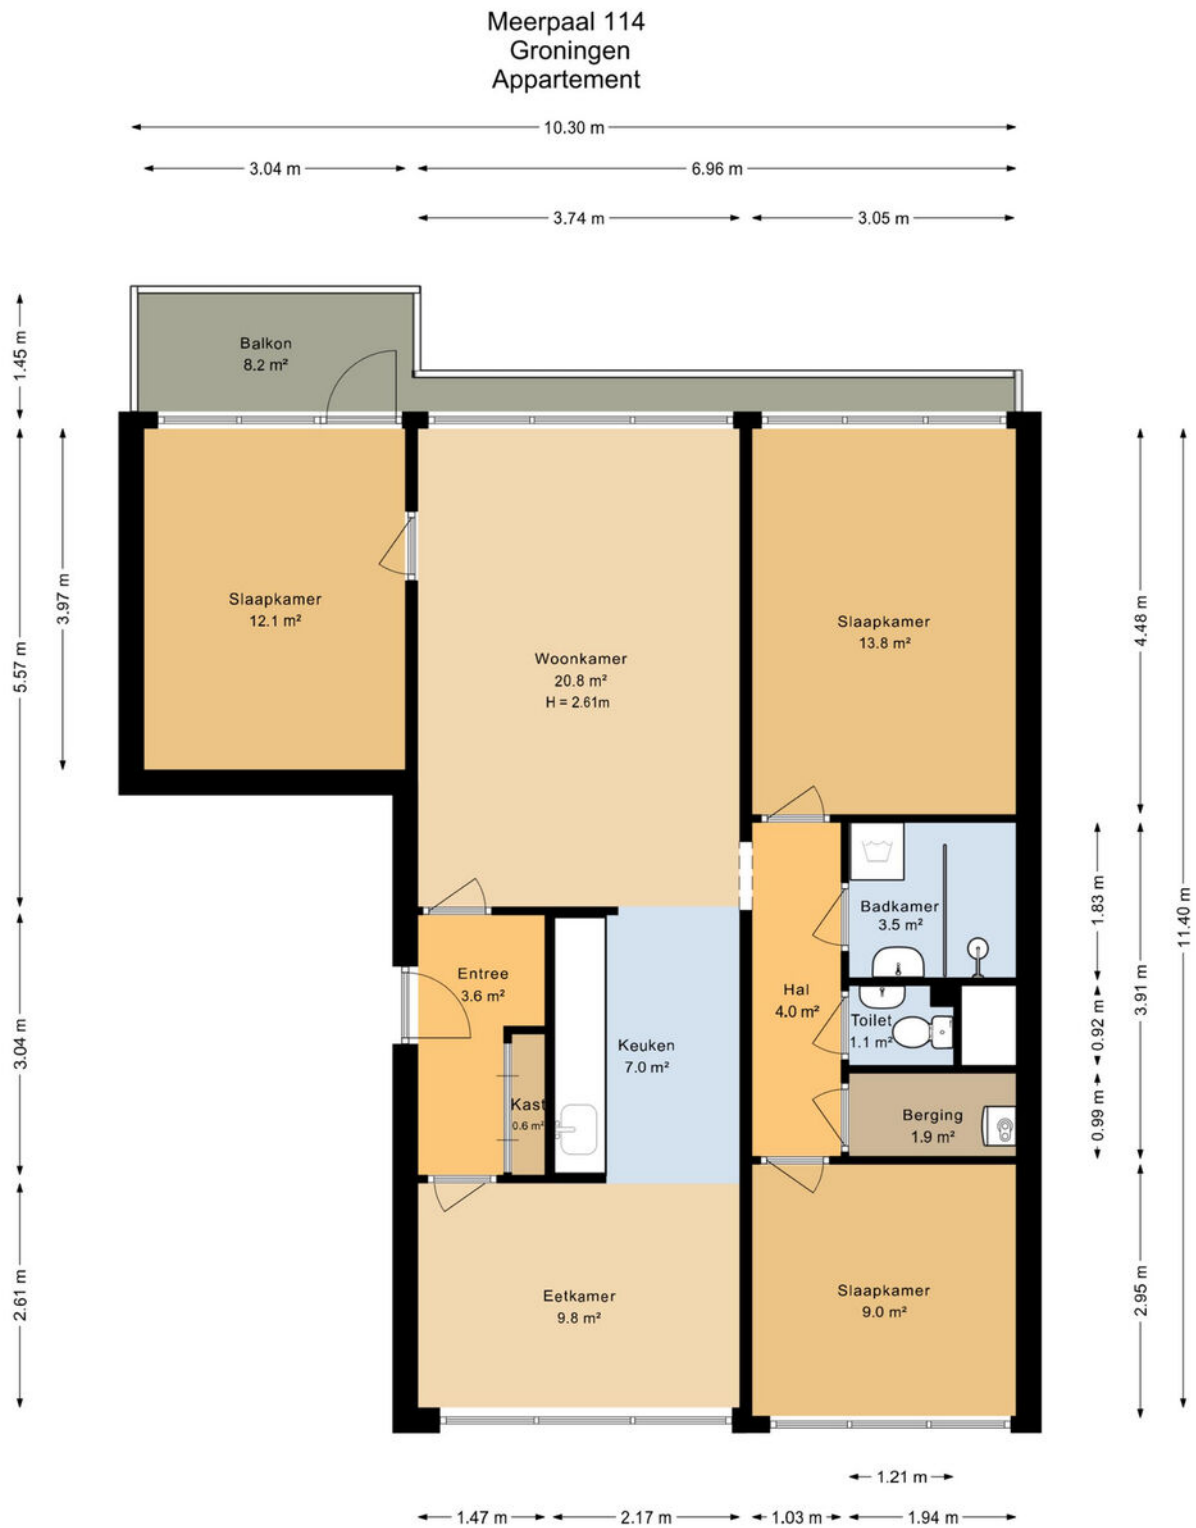 Meerpaal 114
Groningen
Appartement
10.30 m
3.04 m
6.96 m
3.74 m
3.05 m
1.45 m
Balkon
8.2 m²
5.57 m
3.97 m
Slaapkamer
12.1 m²
Woonkamer
20.8 m²
H = 2.61m
Slaapkamer
13.8 m²
4.48 m
11.40 m
3.04 m
Entree
3.6 m²
Kast
0.6 m²
Keuken
7.0 m²
Hal
4.0 m²
Badkamer
3.5 m²
Toilet
1.1 m²
Berging
1.9 m²
1.83 m
0.92 m
0.99 m
3.91 m
2.61 m
Eetkamer
9.8 m²
Slaapkamer
9.0 m²
2.95 m
1.21 m
1.47 m
2.17 m
1.03 m
1.94 m